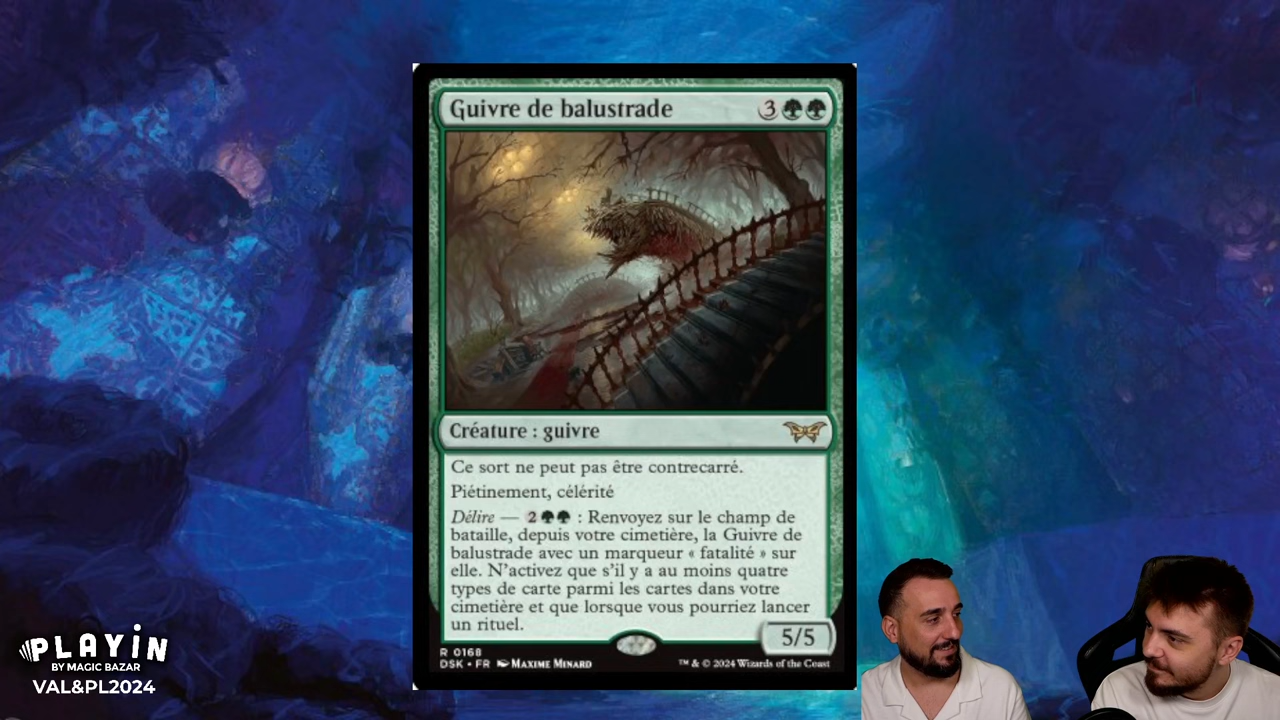 Guivre de balustrade 3
Créature : guivre
Ce sort ne peut pas être contrecarré.
Piétinement, célérité
Délire — 2 : Renvoyez sur le champ de
bataille, depuis votre cimetière, la Guivre de
balustrade avec un marqueur « fatalité » sur
elle. N'activez que s'il y a au moins quatre
types de carte parmi les cartes dans votre
cimetière et que lorsque vous pourriez lancer
un rituel.
5/5
R 0168
DSK • FR MAXIME MINARD
™ & © 2024 Wizards of the Coast
PLAYIN
BY MAGIC BAZAR
VAL&PL2024